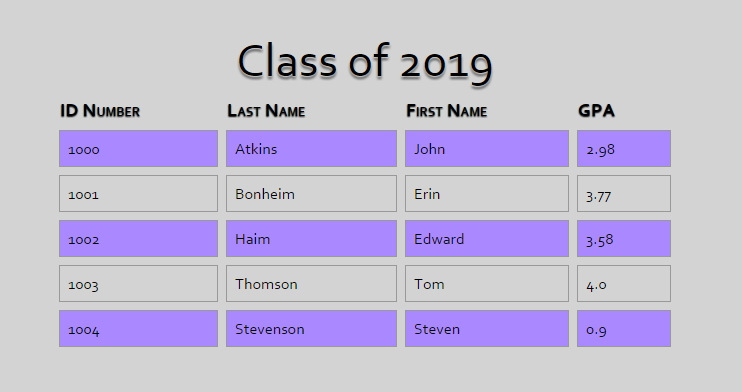 Class of 2019
ID Number Last Name First Name GPA
1000 Atkins John 2.98
1001 Bonheim Erin 3.77
1002 Haim Edward 3.58
1003 Thomson Tom 4.0
1004 Stevenson Steven 0.9